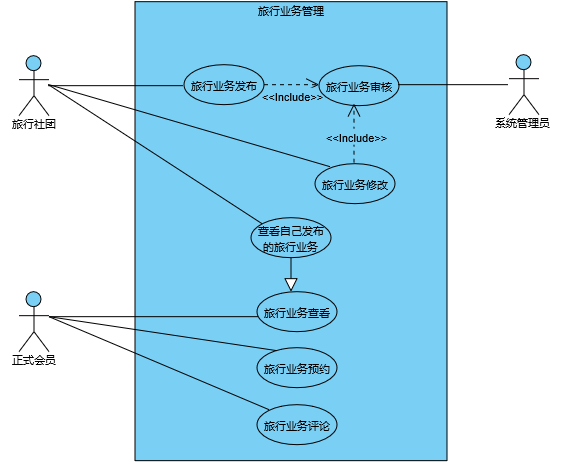 旅行业务管理
旅行业务发布
旅行业务审核
<<Include>>
旅行社团
系统管理员
<<Include>>
旅行业务修改
查看自己发布
的旅行业务
旅行业务查看
正式会员
旅行业务预约
旅行业务评论